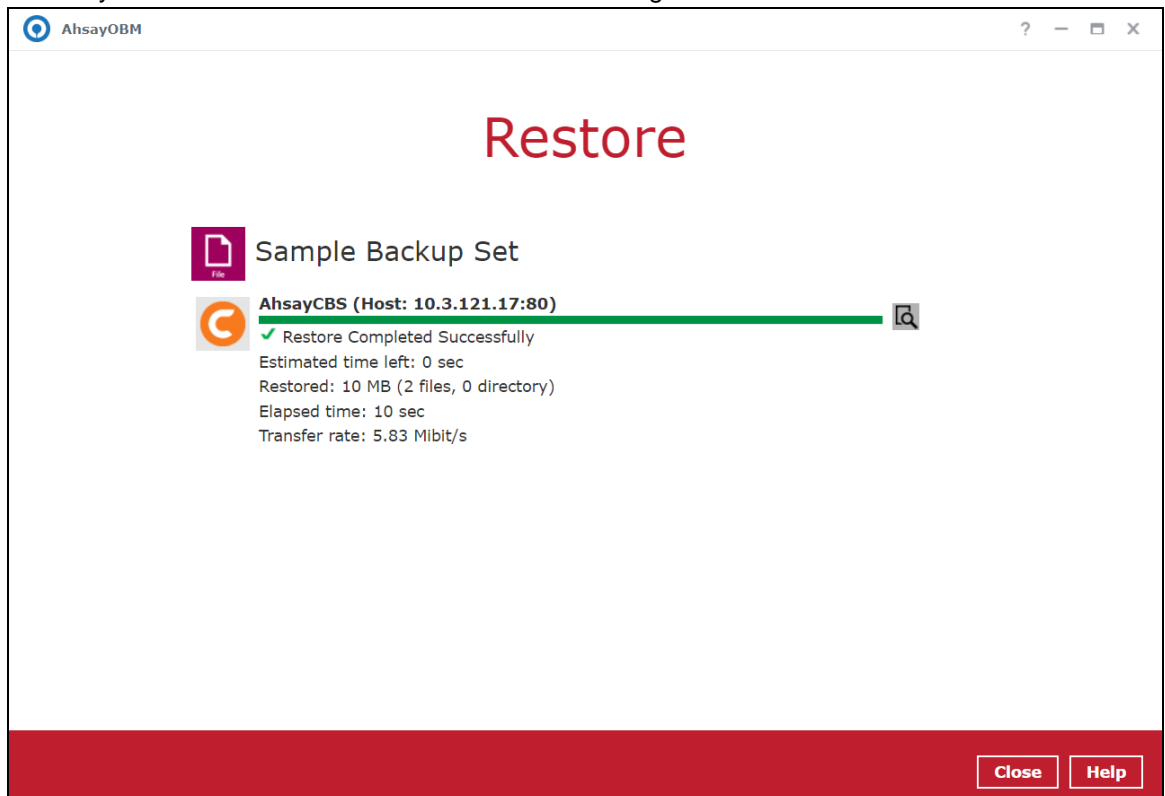 AhsayOBM
Restore
File
Sample Backup Set
AhsayCBS (Host: 10.3.121.17:80)
Restore Completed Successfully
Estimated time left: 0 sec
Restored: 10 MB (2 files, 0 directory)
Elapsed time: 10 sec
Transfer rate: 5.83 Mibit/s
Close Help